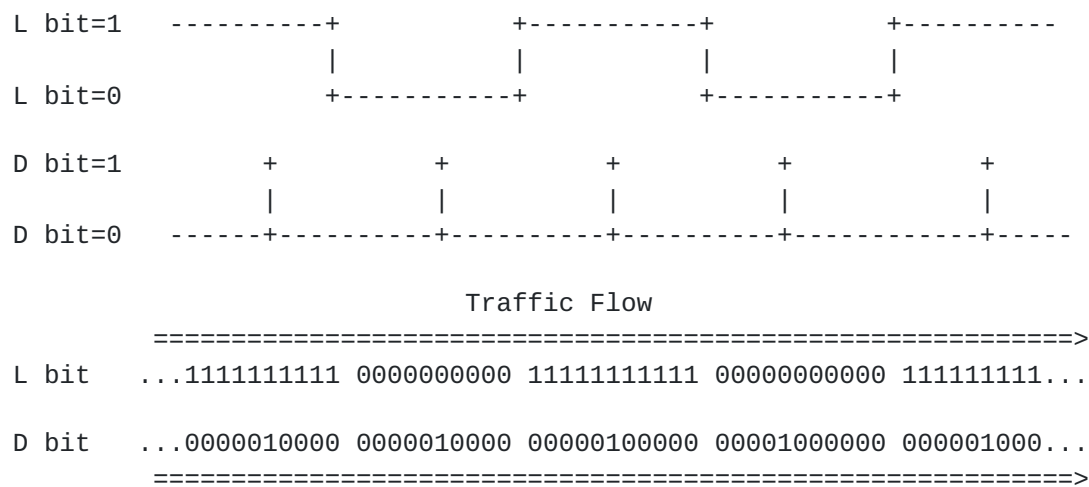 L bit=1   ----------+           +-----------+           +----------
                    |           |           |           |
L bit=0             +-----------+           +-----------+
D bit=1         +          +          +          +            +
                |          |          |          |            |
D bit=0   ------+----------+----------+----------+------------+-----
Traffic Flow
===========================================================>
L bit   ...1111111111 0000000000 11111111111 00000000000 111111111...
D bit   ...0000010000 0000010000 00000100000 00001000000 000001000...
===========================================================>